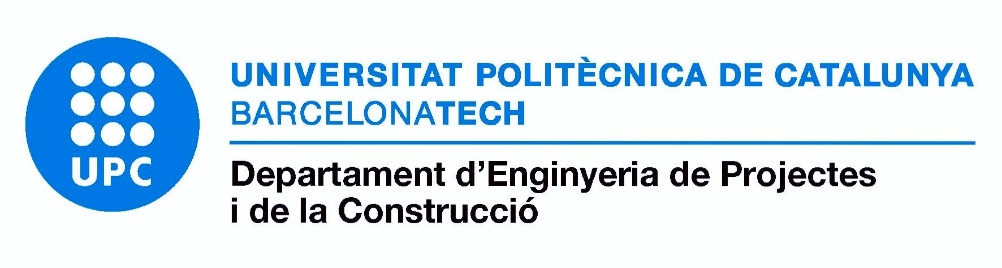 UPC
UNIVERSITAT POLITÈCNICA DE CATALUNYA
BARCELONATECH
Departament d'Enginyeria de Projectes
i de la Construcció